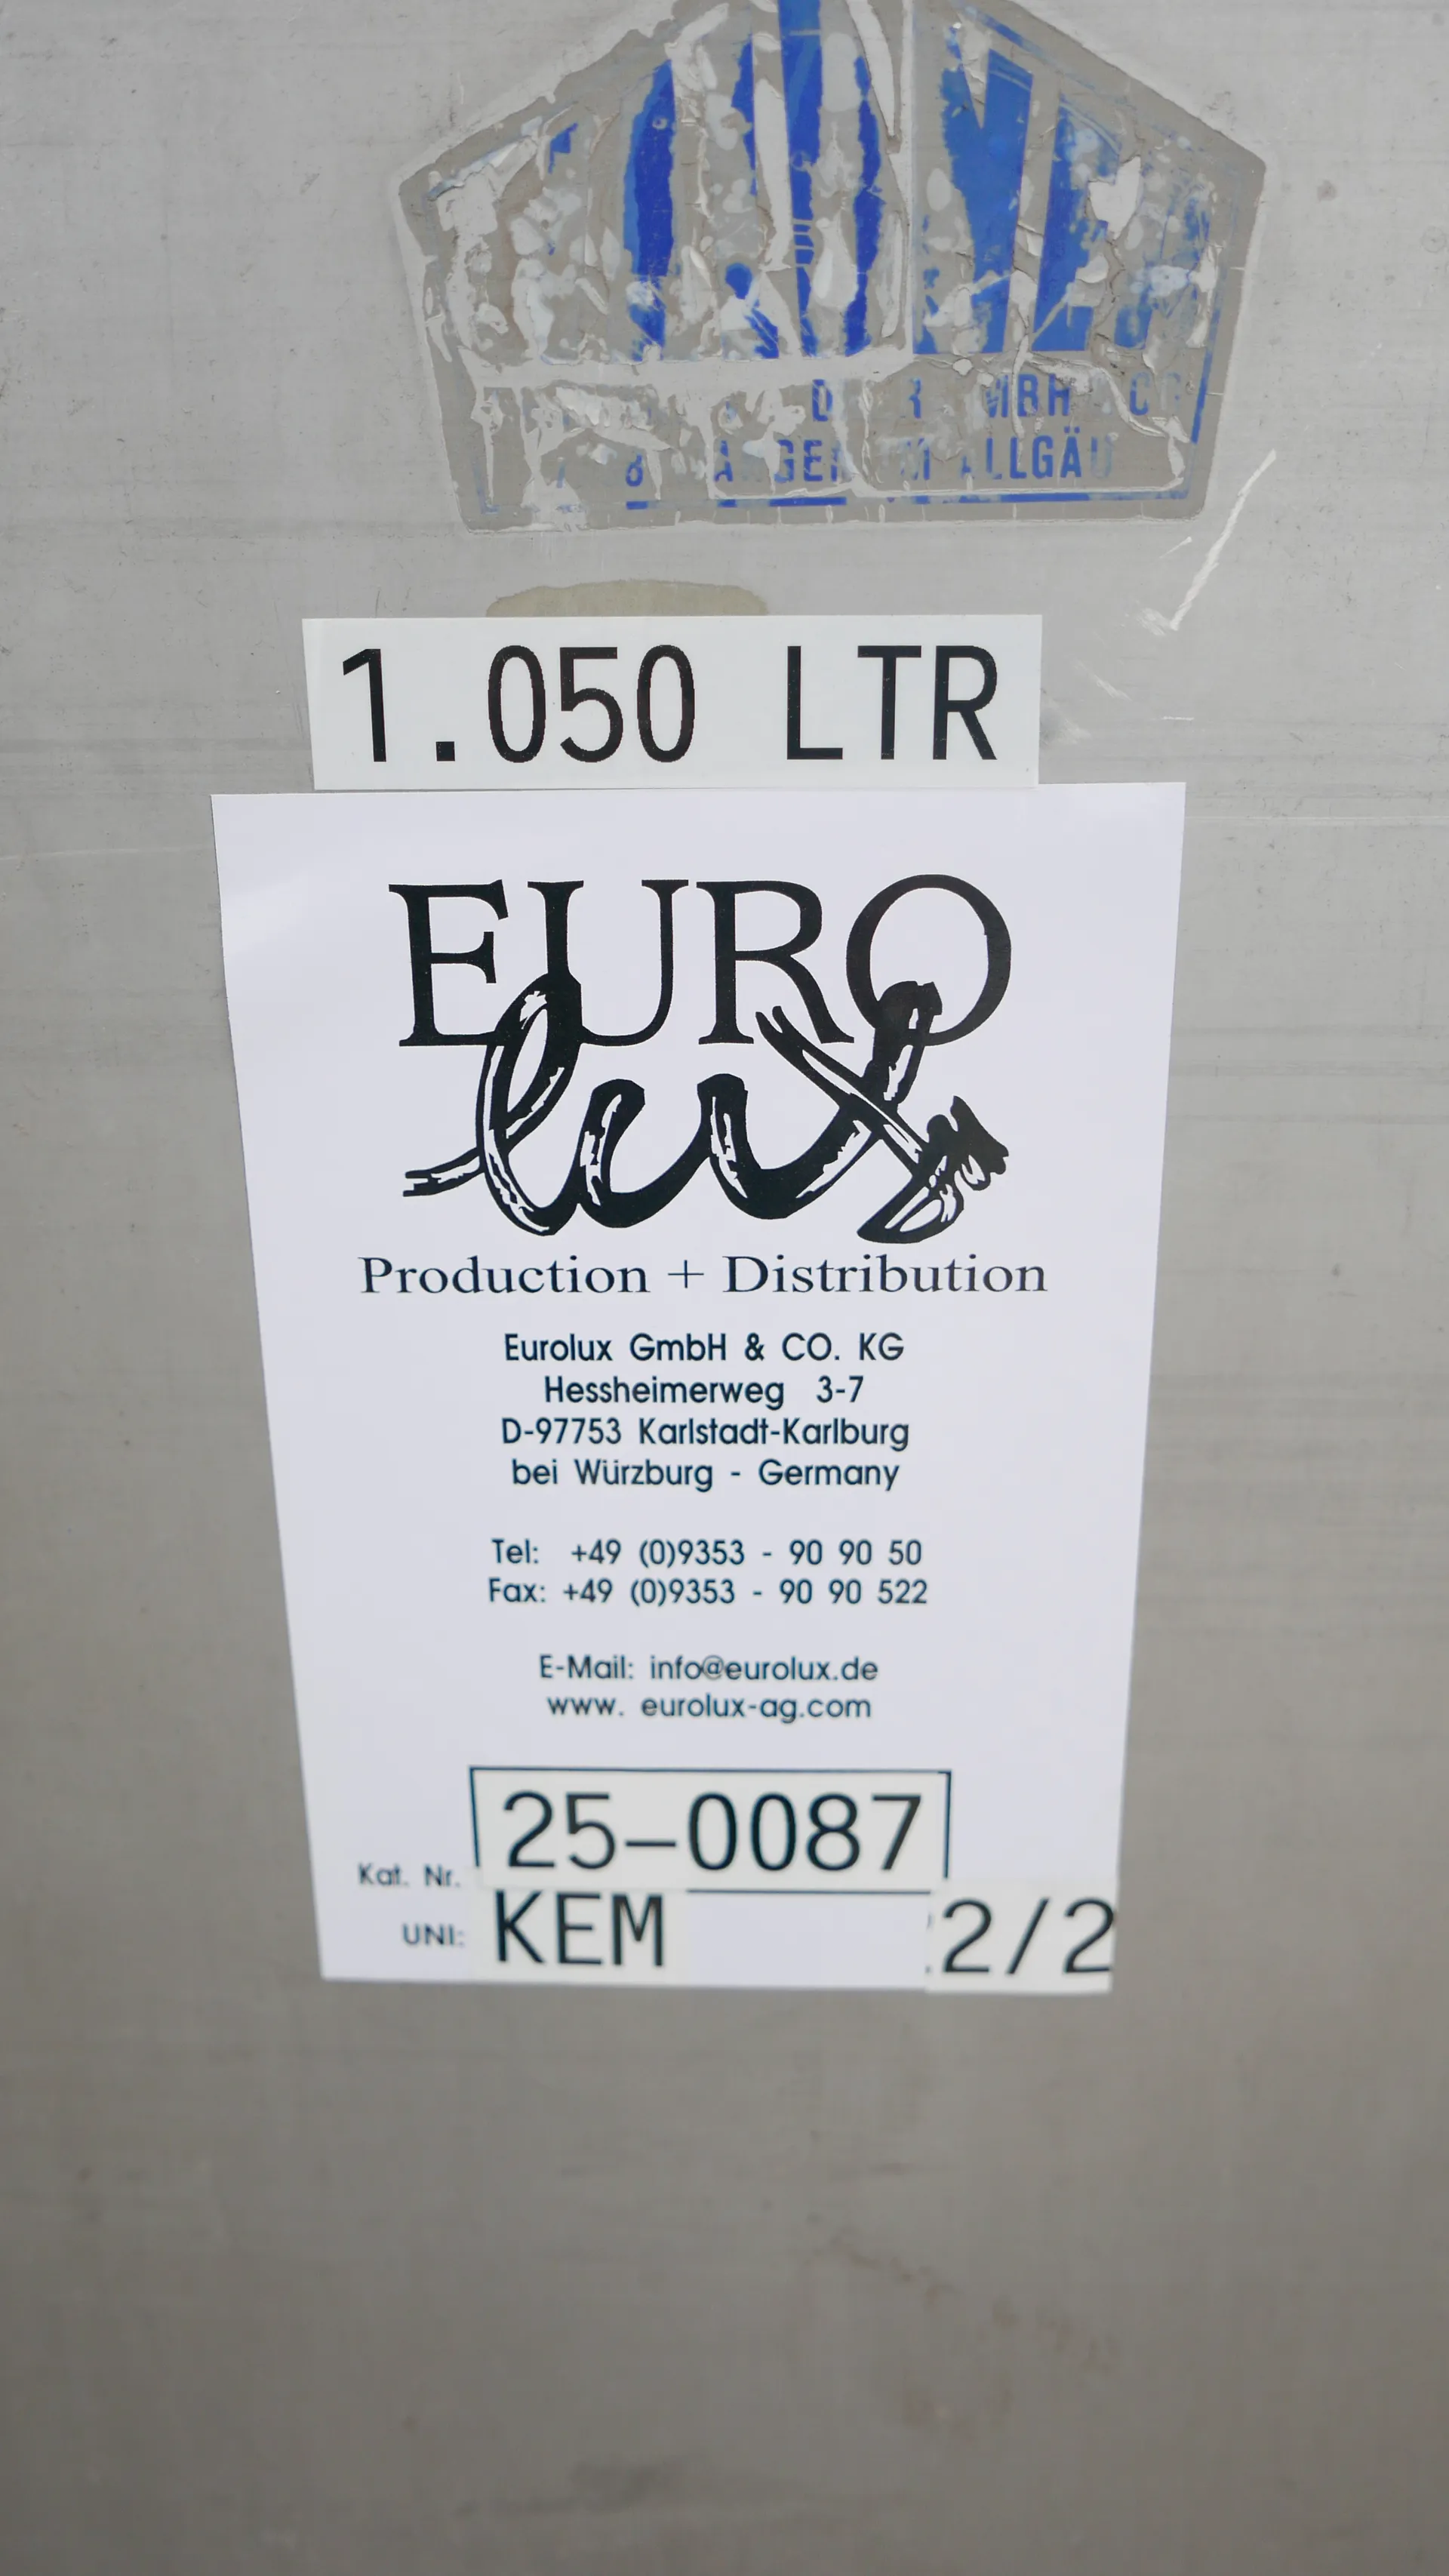 MBH
ALLGÄU
1.050 LTR
EURO
lux
Production + Distribution
Eurolux GmbH & CO. KG
Hessheimerweg 3-7
D-97753 Karlstadt-Karlburg
bei Würzburg - Germany
Tel: +49 (0)9353 - 90 90 50
Fax: +49 (0)9353 - 90 90 522
E-Mail: info@eurolux.de
www. eurolux-ag.com
Kat. Nr. 25-0087
UNI: KEM 2/2